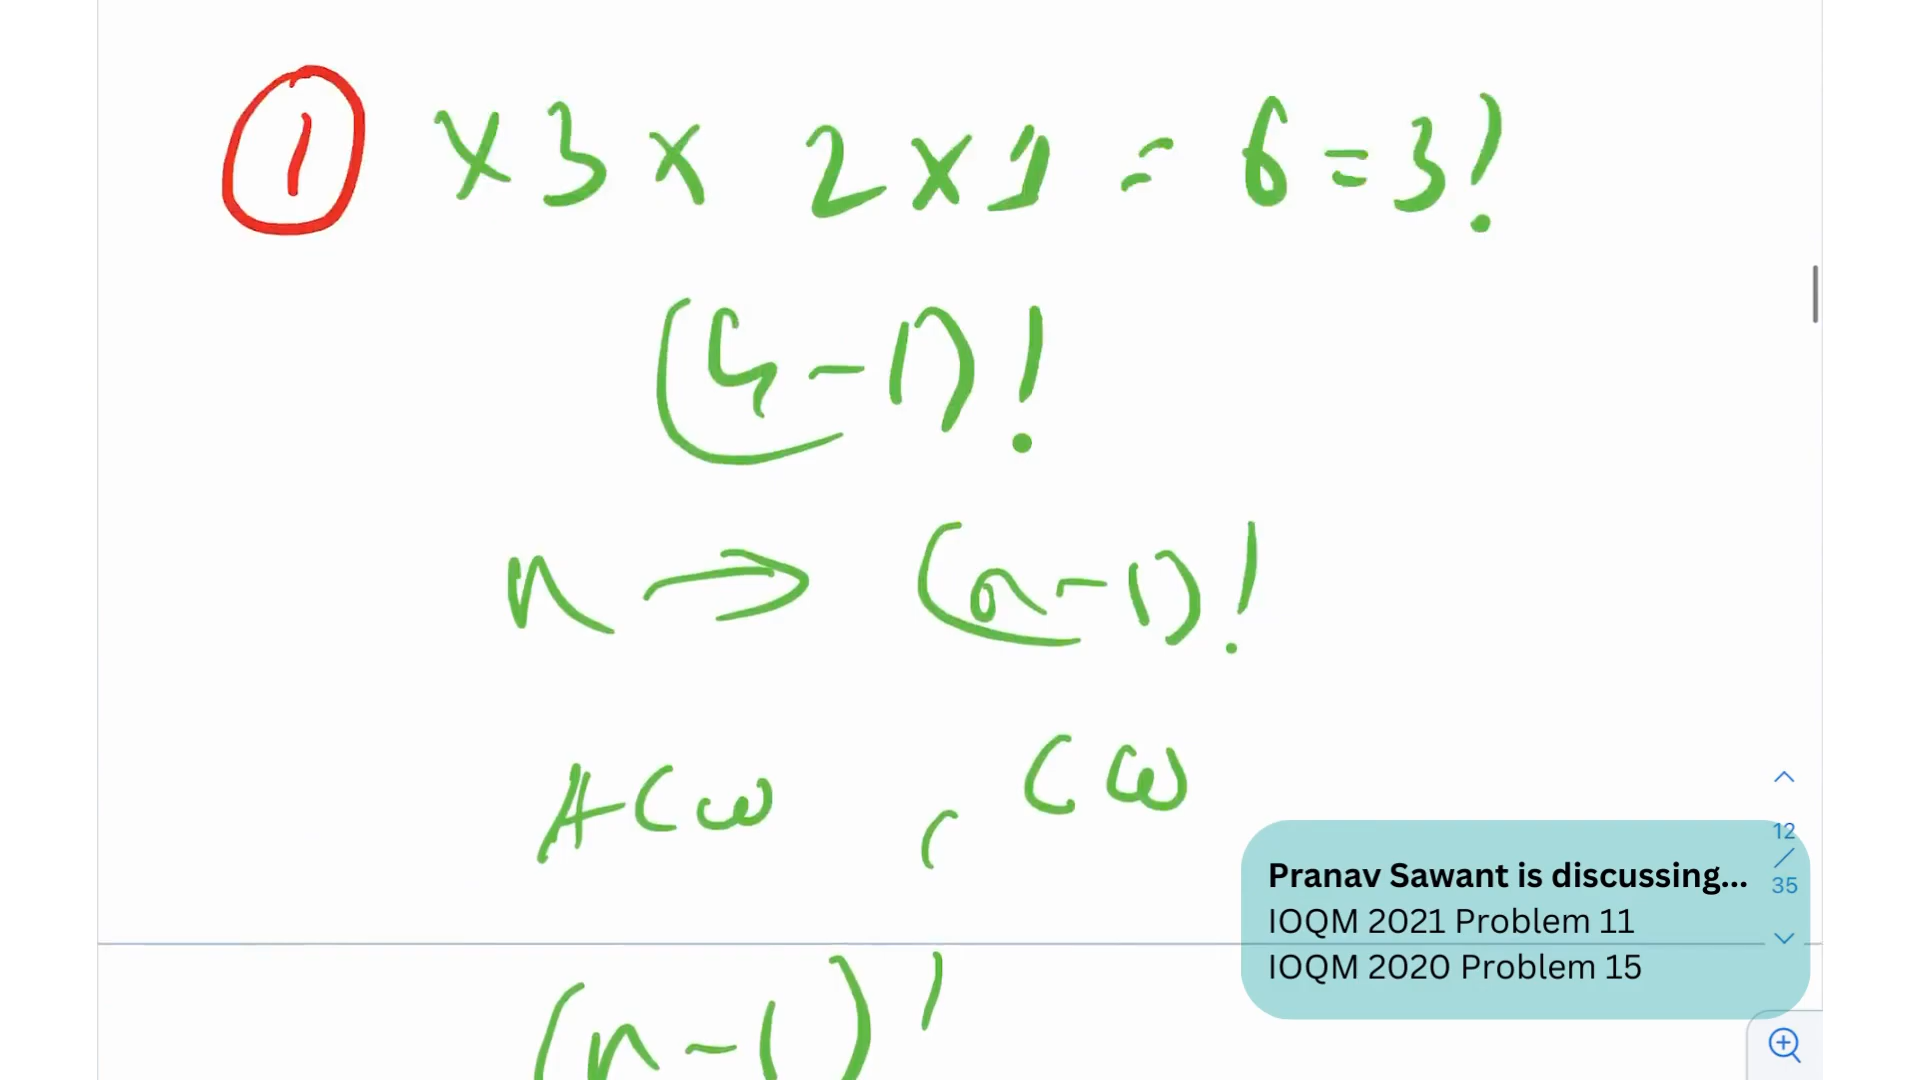 1 × 3 × 2 × 1 = 6 = 3!
(4-1)!
n → (n-1)!
ACW , CW
12
/
35
Pranav Sawant is discussing...
IOQM 2021 Problem 11
IOQM 2020 Problem 15
(n-1)!